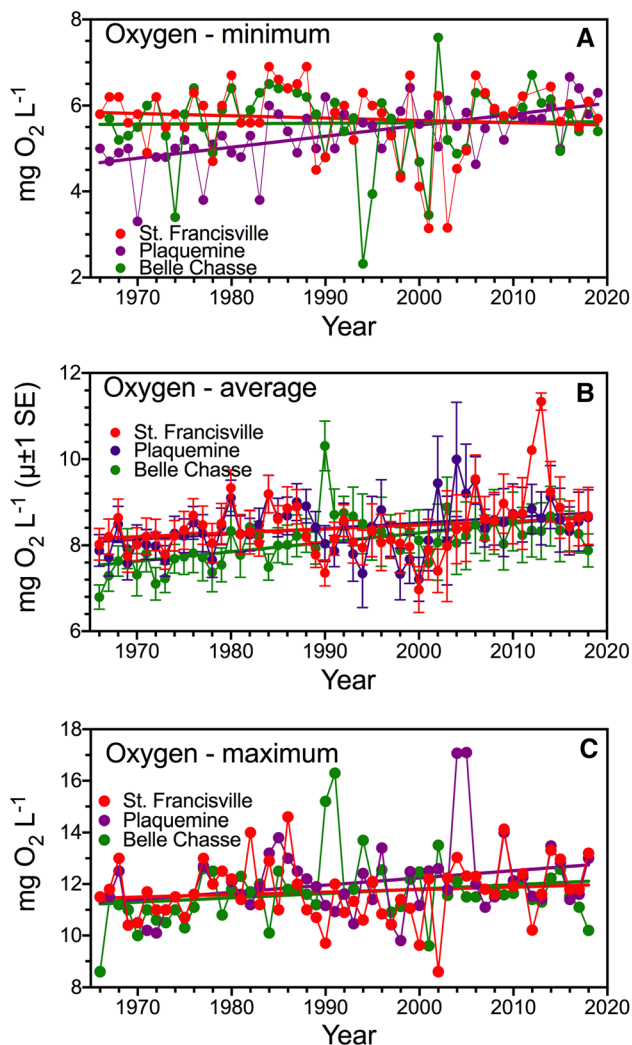 Oxygen - minimum
A
8
6
4
2
mg O₂ L⁻¹
St. Francisville
Plaquemine
Belle Chasse
1970 1980 1990 2000 2010 2020
Year
Oxygen - average
B
12
10
8
6
mg O₂ L⁻¹ (µ±1 SE)
St. Francisville
Plaquemine
Belle Chasse
1970 1980 1990 2000 2010 2020
Year
Oxygen - maximum
C
18
16
14
12
10
8
mg O₂ L⁻¹
St. Francisville
Plaquemine
Belle Chasse
1970 1980 1990 2000 2010 2020
Year